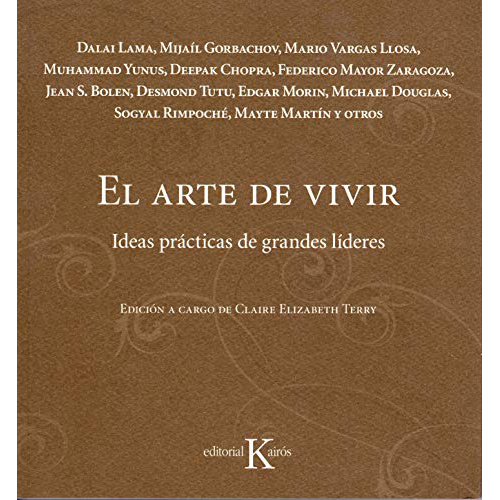 Dalai Lama, Mijaíl Gorbachov, Mario Vargas Llosa,
Muhammad Yunus, Deepak Chopra, Federico Mayor Zaragoza,
Jean S. Bolen, Desmond Tutu, Edgar Morin, Michael Douglas,
Sogyal Rimpoché, Mayte Martín y otros
El arte de vivir
Ideas prácticas de grandes líderes
Edición a cargo de Claire Elizabeth Terry
editorial Kairós